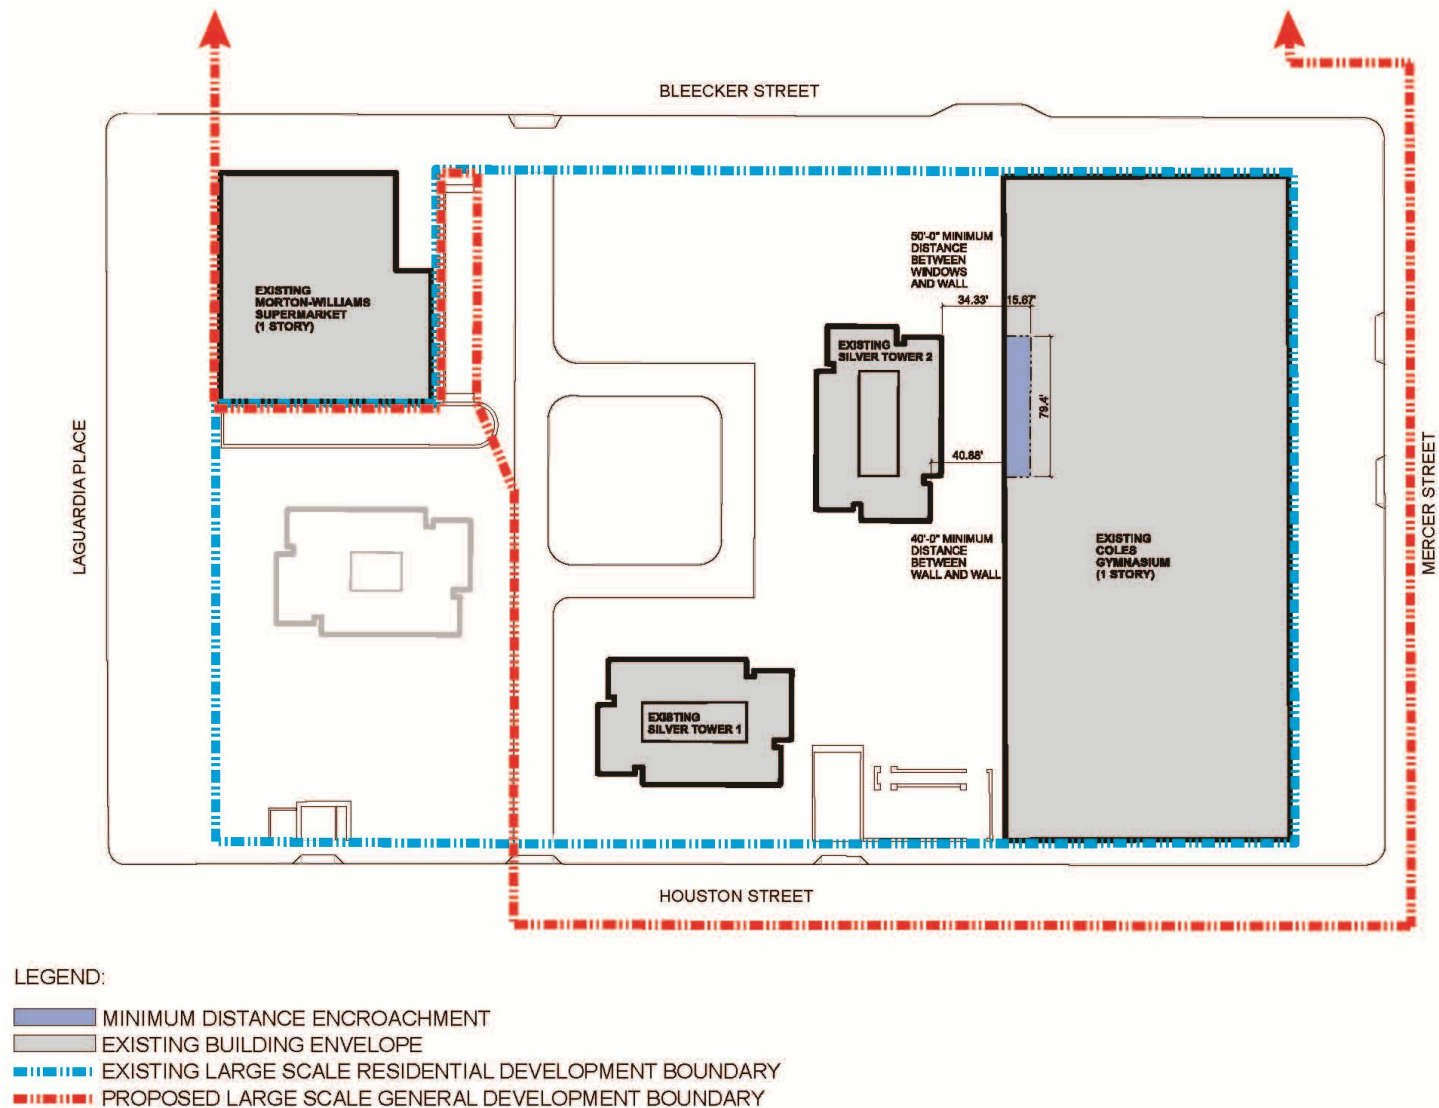 BLEECKER STREET
50'-0" MINIMUM
DISTANCE
BETWEEN
WINDOWS
AND WALL
34.33'
15.67'
EXISTING
MORTON-WILLIAMS
SUPERMARKET
(1 STORY)
EXISTING
SILVER TOWER 2
79.4'
40.88'
LAGUARDIA PLACE
MERCER STREET
40'-0" MINIMUM
DISTANCE
BETWEEN
WALL AND WALL
EXISTING
COLES
GYMNASIUM
(1 STORY)
EXISTING
SILVER TOWER 1
HOUSTON STREET
LEGEND:
MINIMUM DISTANCE ENCROACHMENT
EXISTING BUILDING ENVELOPE
EXISTING LARGE SCALE RESIDENTIAL DEVELOPMENT BOUNDARY
PROPOSED LARGE SCALE GENERAL DEVELOPMENT BOUNDARY